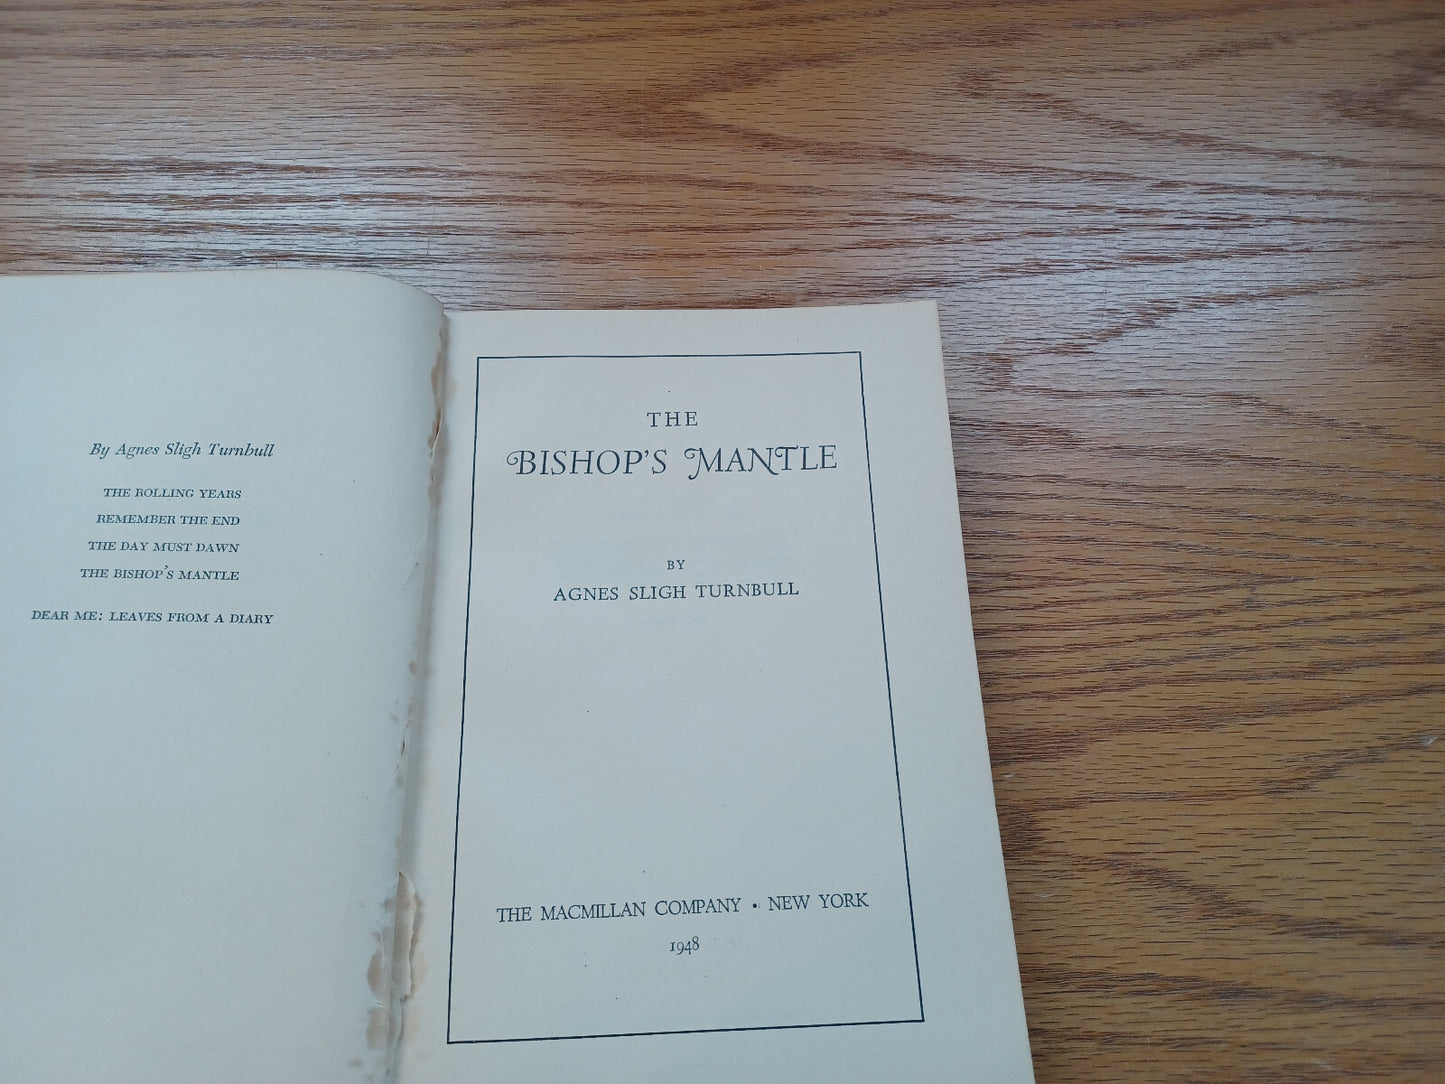 By Agnes Sligh Turnbull
THE ROLLING YEARS
REMEMBER THE END
THE DAY MUST DAWN
THE BISHOP'S MANTLE
DEAR ME: LEAVES FROM A DIARY
THE
BISHOP'S MANTLE
BY
AGNES SLIGH TURNBULL
THE MACMILLAN COMPANY • NEW YORK
1948